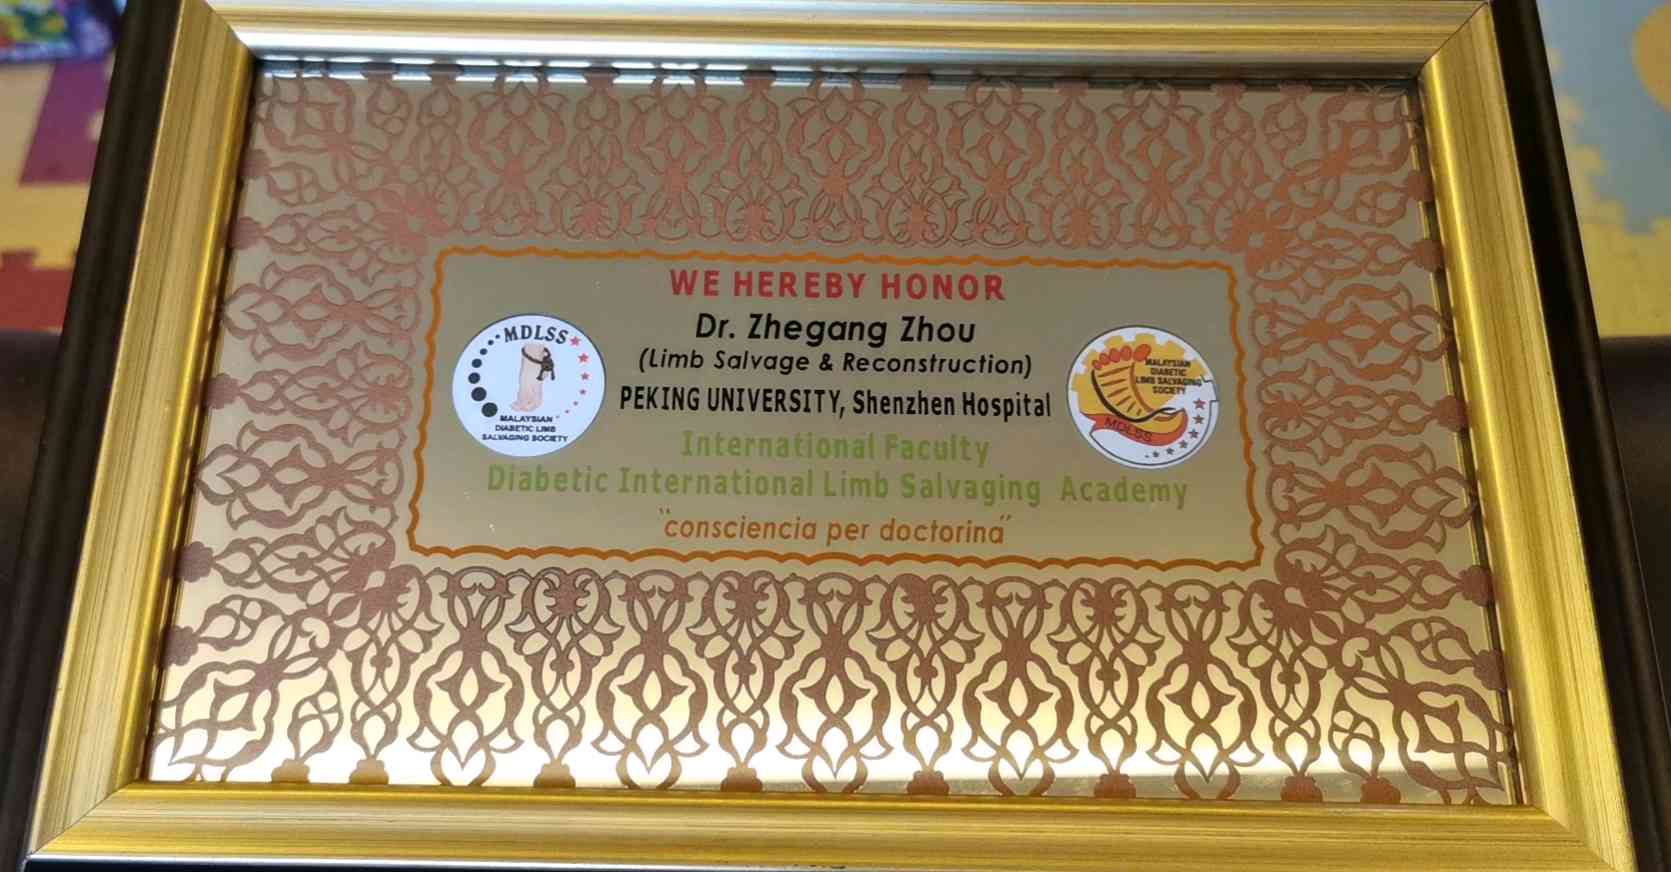 WE HEREBY HONOR
Dr. Zhegang Zhou
(Limb Salvage & Reconstruction)
PEKING UNIVERSITY, Shenzhen Hospital
International Faculty
Diabetic International Limb Salvaging Academy
"consciencia per doctorina"
MDLSS
MALAYSIAN
DIABETIC LIMB
SALVAGING SOCIETY
MALAYSIAN
DIABETIC
LIMB SALVAGING
SOCIETY
MDLSS